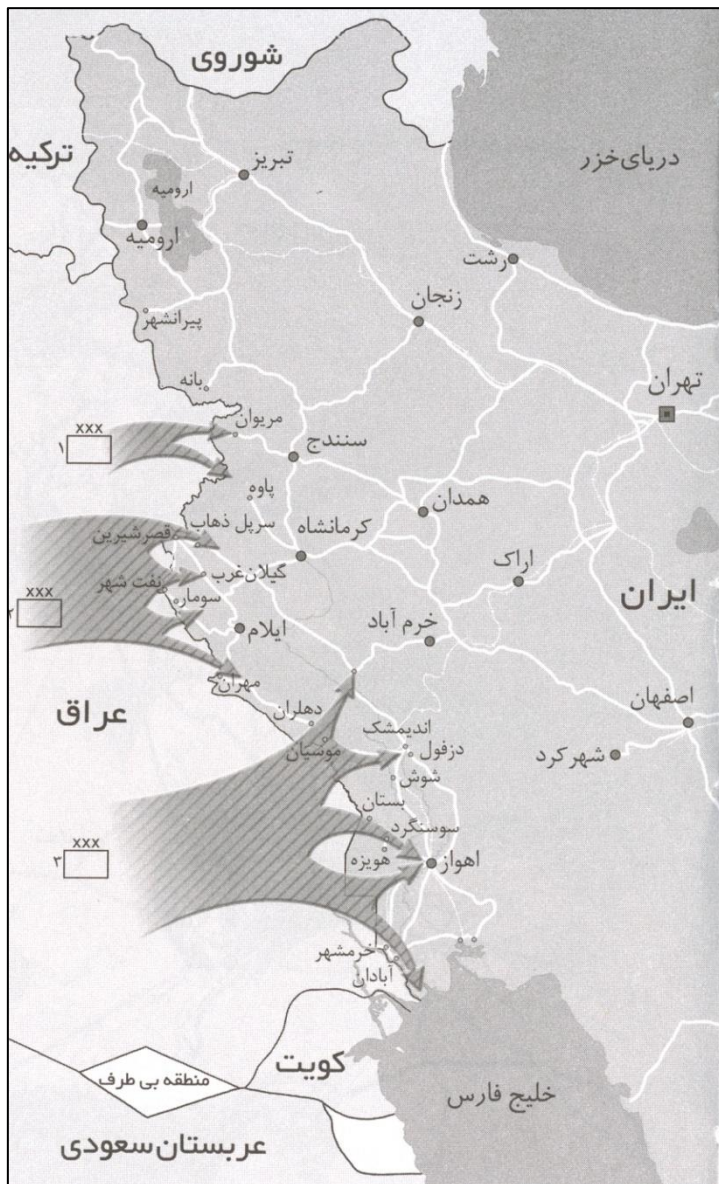 شوروی
ترکیه
دریای خزر
تبریز
ارومیه
ارومیه
رشت
زنجان
پیرانشهر
تهران
بانه
مریوان
xxx
۱
سنندج
پاوه
همدان
سرپل ذهاب
کرمانشاه
قصرشیرین
اراک
گیلان غرب
نفت شهر
xxx
۲
سومار
ایران
ایلام
خرم آباد
مهران
عراق
اصفهان
دهلران
اندیمشک
موسیان
دزفول
شهرکرد
شوش
بستان
سوسنگرد
xxx
۳
هویزه
اهواز
خرمشهر
آبادان
کویت
منطقه بی طرف
خلیج فارس
عربستان سعودی